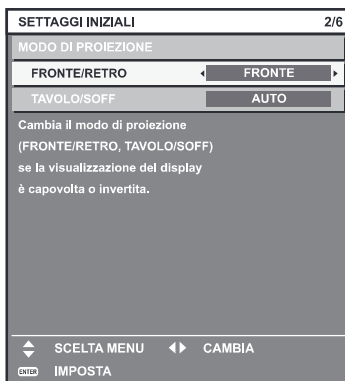 SETTAGGI INIZIALI 2/6
MODO DI PROIEZIONE
FRONTE/RETRO FRONTE
TAVOLO/SOFF AUTO
Cambia il modo di proiezione
(FRONTE/RETRO, TAVOLO/SOFF)
se la visualizzazione del display
è capovolta o invertita.
SCELTA MENU CAMBIA
ENTER IMPOSTA